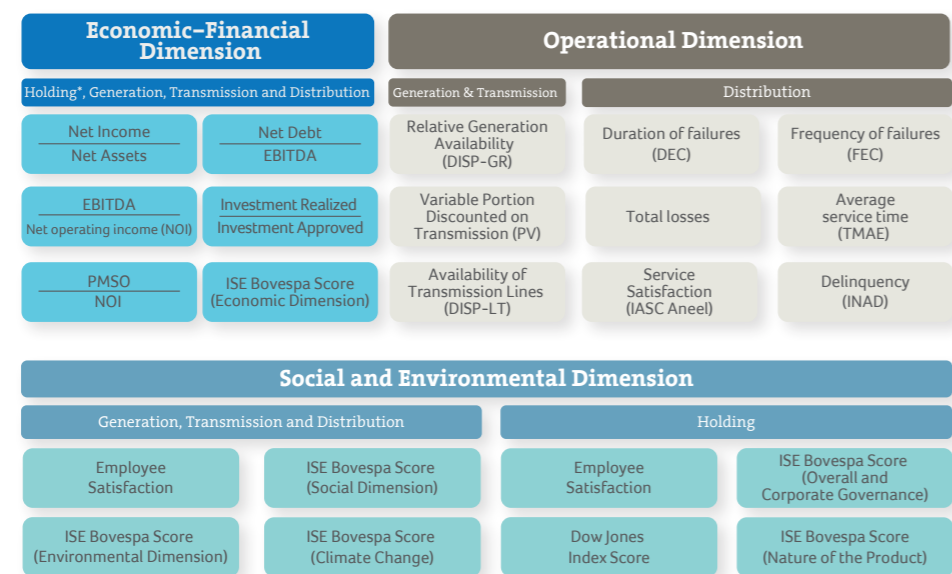 Economic–Financial
Dimension
Operational Dimension
Holding*, Generation, Transmission and Distribution
Generation & Transmission
Distribution
Net Income
Net Assets
Net Debt
EBITDA
Relative Generation
Availability
(DISP-GR)
Duration of failures
(DEC)
Frequency of failures
(FEC)
EBITDA
Net operating income (NOI)
Investment Realized
Investment Approved
Variable Portion
Discounted on
Transmission (PV)
Total losses
Average
service time
(TMAE)
PMSO
NOI
ISE Bovespa Score
(Economic Dimension)
Availability of
Transmission Lines
(DISP-LT)
Service
Satisfaction
(IASC Aneel)
Delinquency
(INAD)
Social and Environmental Dimension
Generation, Transmission and Distribution
Holding
Employee
Satisfaction
ISE Bovespa Score
(Social Dimension)
Employee
Satisfaction
ISE Bovespa Score
(Overall and
Corporate Governance)
ISE Bovespa Score
(Environmental Dimension)
ISE Bovespa Score
(Climate Change)
Dow Jones
Index Score
ISE Bovespa Score
(Nature of the Product)